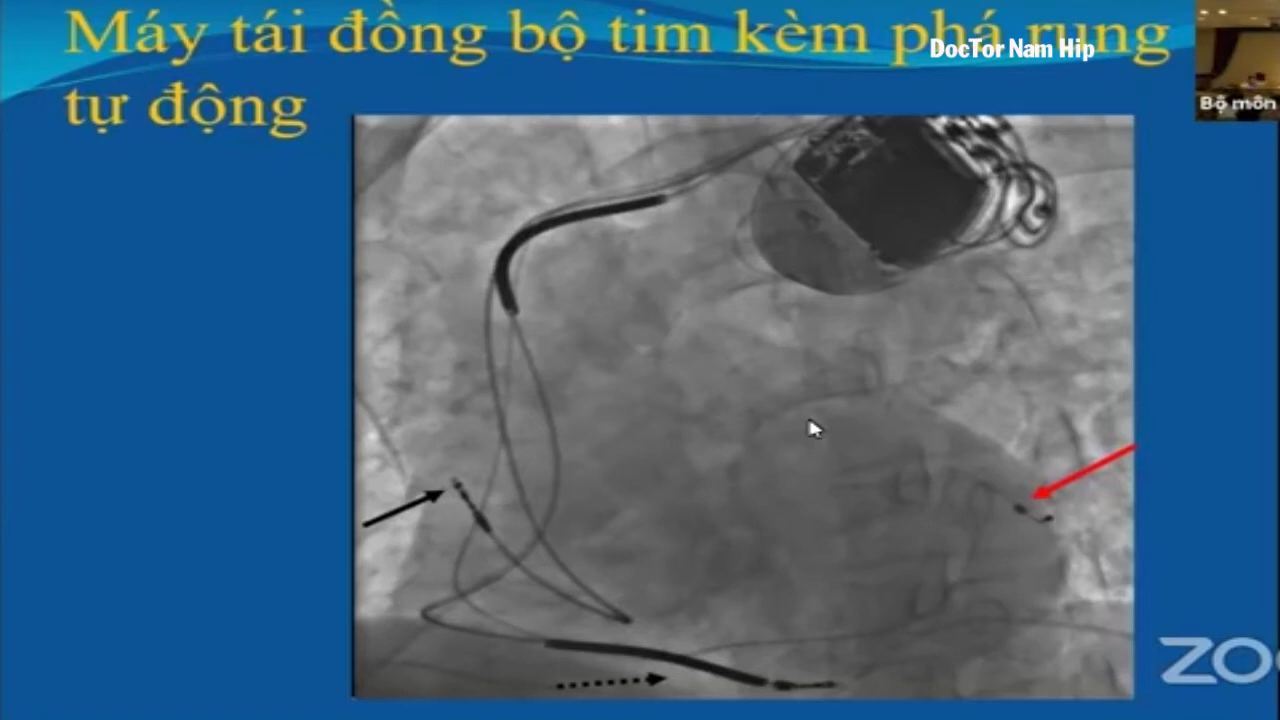 Máy tái đồng bộ tim kèm phá rung
DocTor Nam Hip
tự động
Bộ môn
ZO